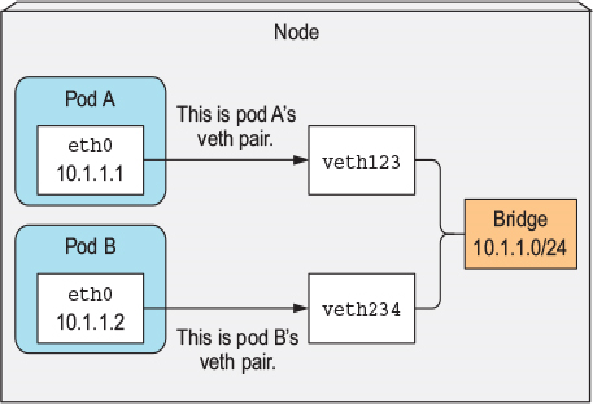 Node
Pod A
eth0
10.1.1.1
This is pod A's
veth pair.
veth123
Bridge
10.1.1.0/24
Pod B
eth0
10.1.1.2
This is pod B's
veth pair.
veth234